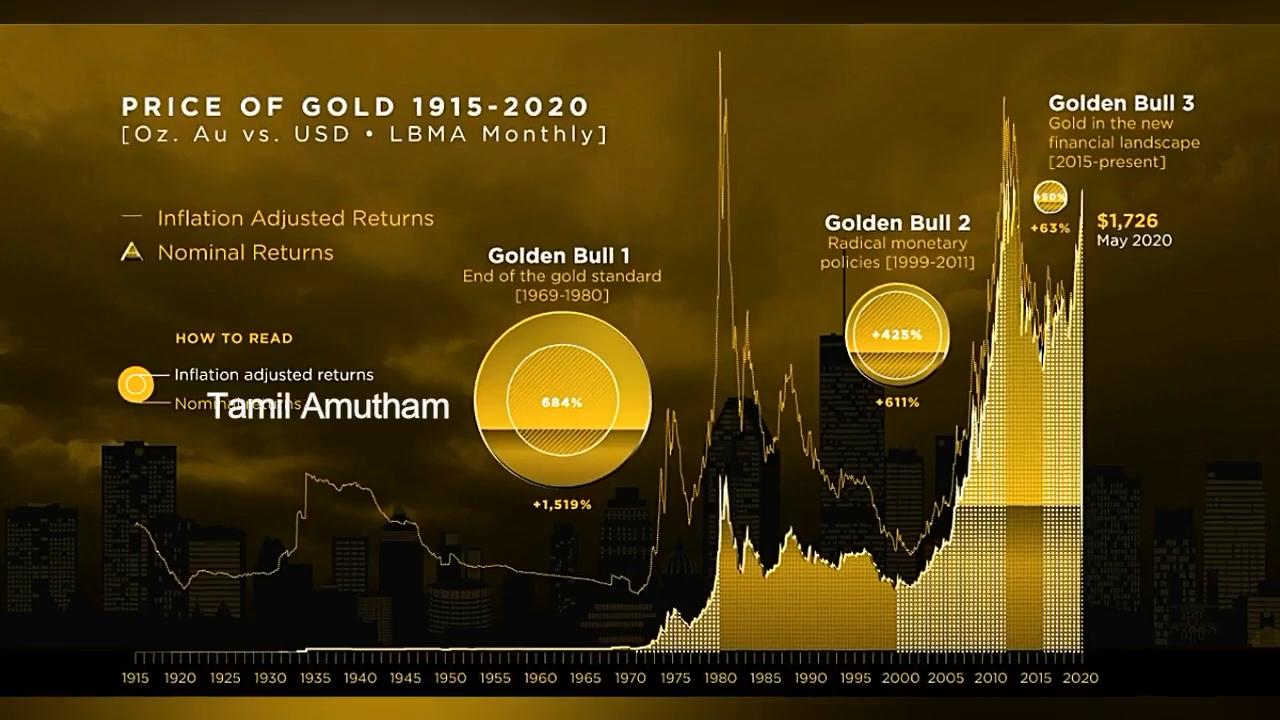 PRICE OF GOLD 1915-2020
[Oz. Au vs. USD • LBMA Monthly]
Inflation Adjusted Returns
Nominal Returns
HOW TO READ
Inflation adjusted returns
Nominal returns
Tamil Amutham
Golden Bull 1
End of the gold standard
[1969-1980]
684%
+1,519%
Golden Bull 2
Radical monetary
policies [1999-2011]
+425%
+611%
Golden Bull 3
Gold in the new
financial landscape
[2015-present]
+63%
$1,726
May 2020
1915 1920 1925 1930 1935 1940 1945 1950 1955 1960 1965 1970 1975 1980 1985 1990 1995 2000 2005 2010 2015 2020